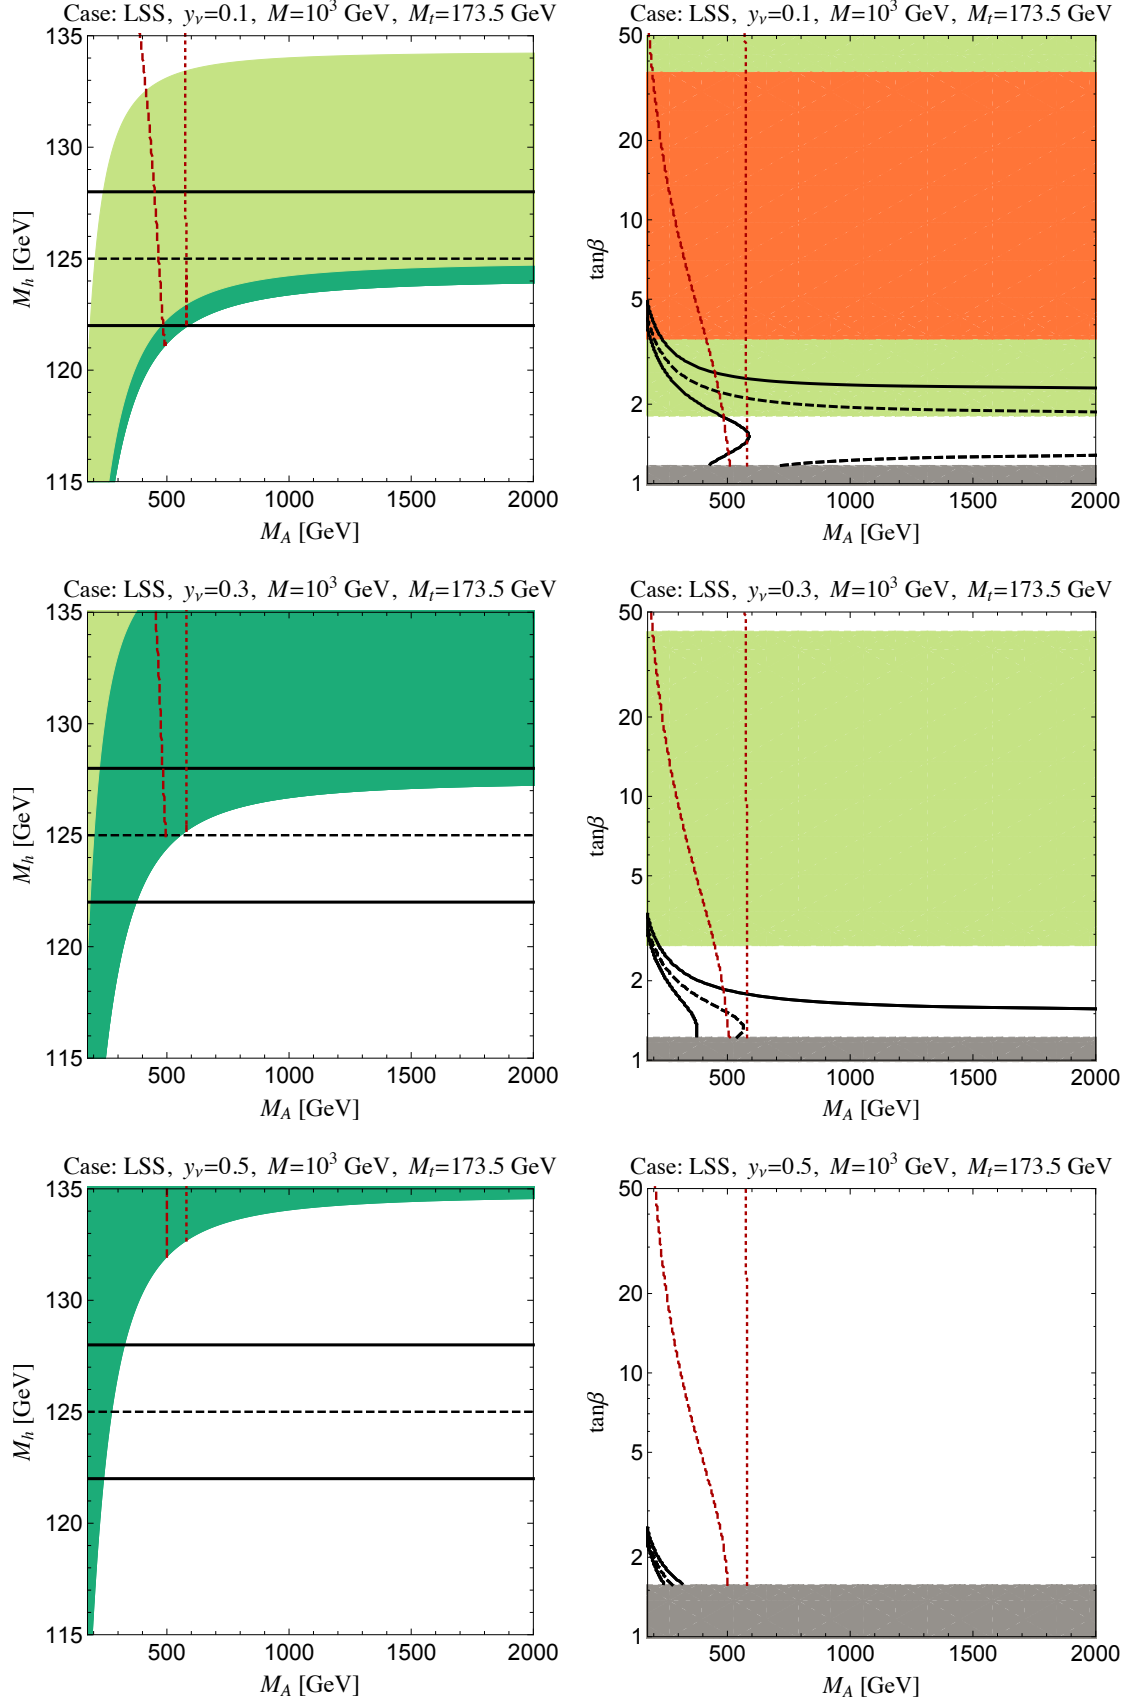 Case: LSS, yν=0.1, M=10³ GeV, Mt=173.5 GeV
135
130
125
120
115
Mh [GeV]
500 1000 1500 2000
MA [GeV]
Case: LSS, yν=0.1, M=10³ GeV, Mt=173.5 GeV
50
20
10
5
2
1
tanβ
500 1000 1500 2000
MA [GeV]
Case: LSS, yν=0.3, M=10³ GeV, Mt=173.5 GeV
135
130
125
120
115
Mh [GeV]
500 1000 1500 2000
MA [GeV]
Case: LSS, yν=0.3, M=10³ GeV, Mt=173.5 GeV
50
20
10
5
2
1
tanβ
500 1000 1500 2000
MA [GeV]
Case: LSS, yν=0.5, M=10³ GeV, Mt=173.5 GeV
135
130
125
120
115
Mh [GeV]
500 1000 1500 2000
MA [GeV]
Case: LSS, yν=0.5, M=10³ GeV, Mt=173.5 GeV
50
20
10
5
2
1
tanβ
500 1000 1500 2000
MA [GeV]